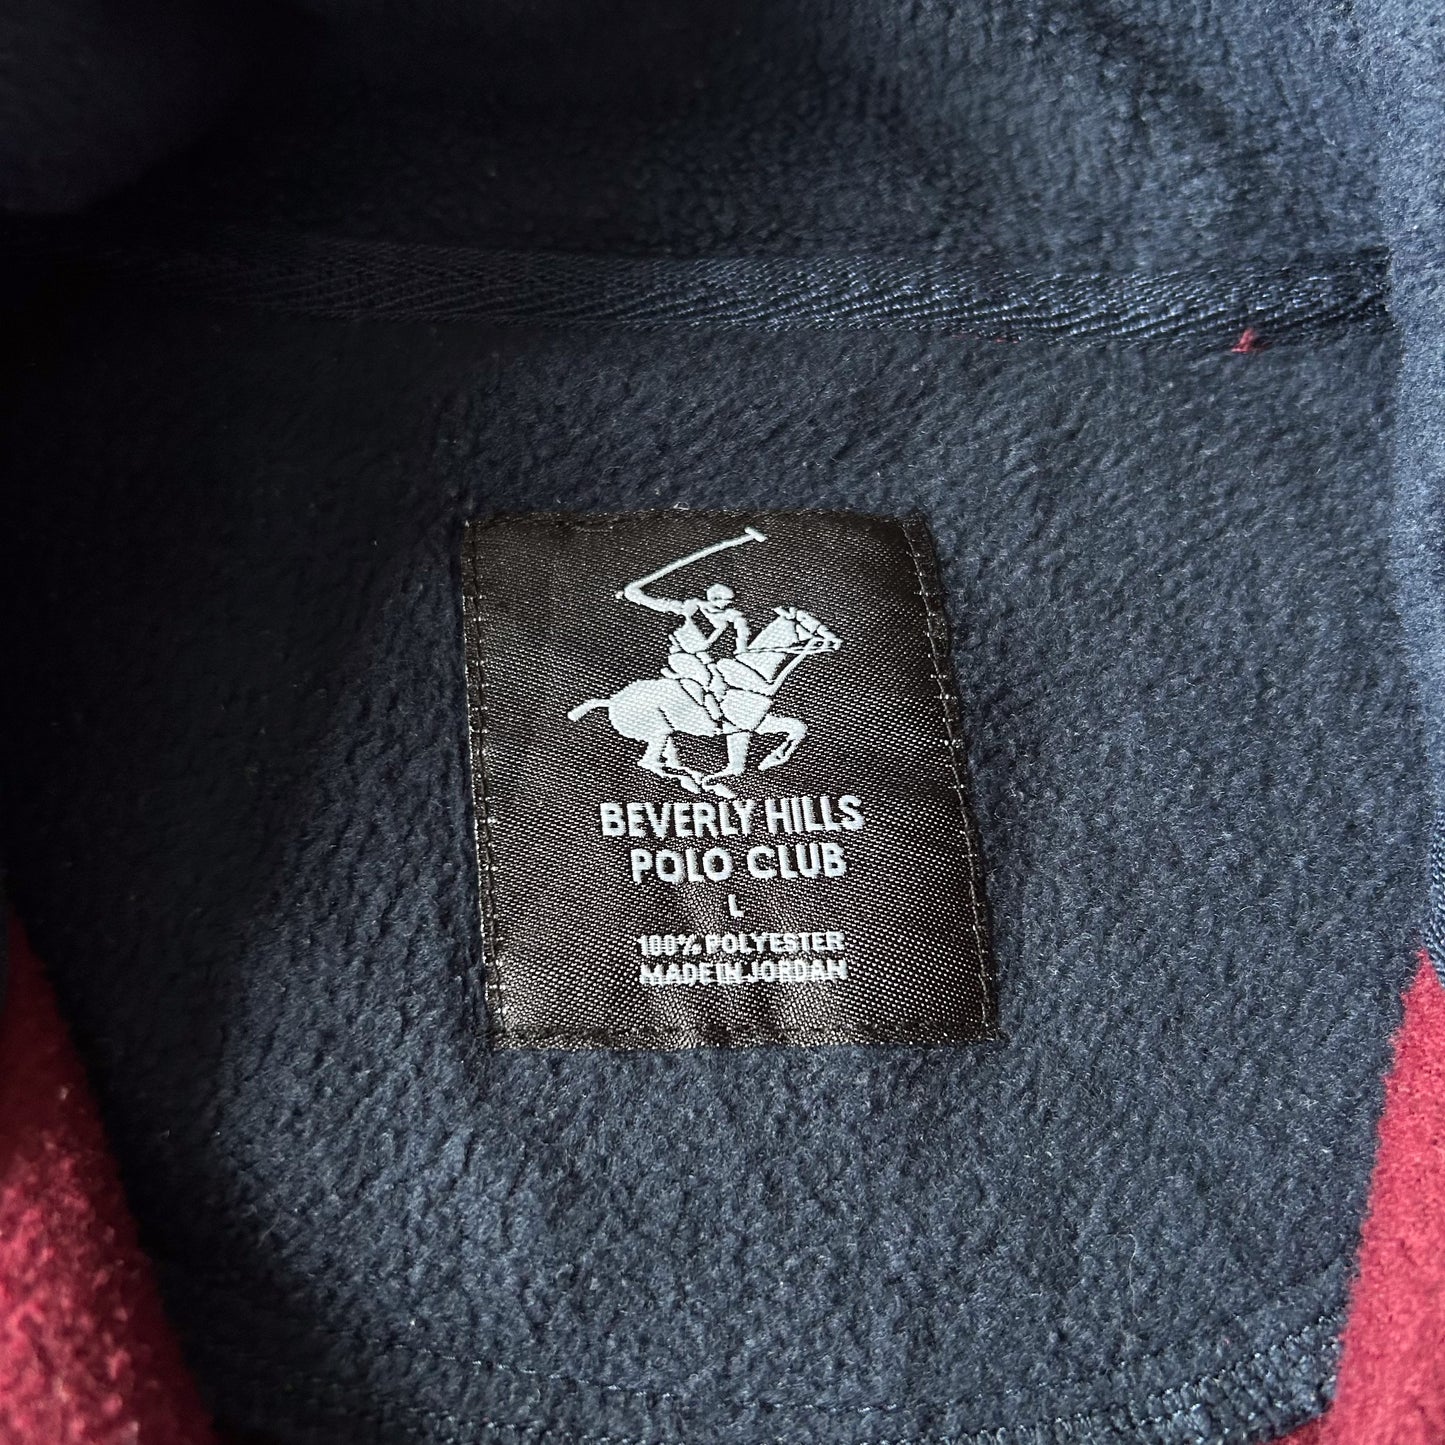 BEVERLY HILLS
POLO CLUB
L
100% POLYESTER
MADE IN JORDAN